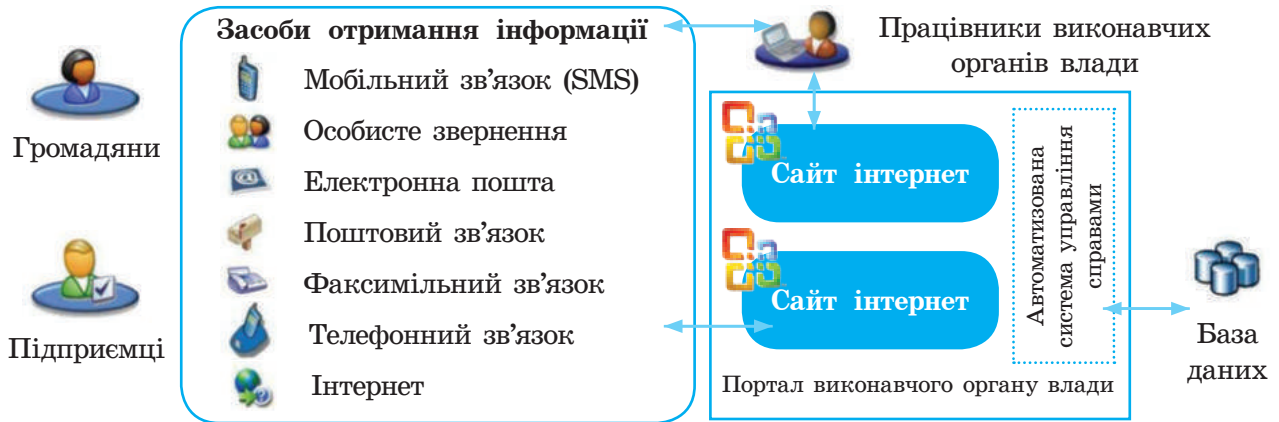 Громадяни
Підприємці
Засоби отримання інформації
Мобільний зв'язок (SMS)
Особисте звернення
Електронна пошта
Поштовий зв'язок
Факсимільний зв'язок
Телефонний зв'язок
Інтернет
Працівники виконавчих
органів влади
Сайт інтернет
Сайт інтернет
Автоматизована
система управління
справами
Портал виконавчого органу влади
База
даних